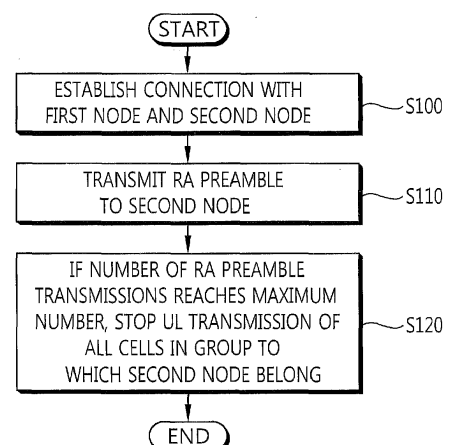 START
ESTABLISH CONNECTION WITH
FIRST NODE AND SECOND NODE
S100
TRANSMIT RA PREAMBLE
TO SECOND NODE
S110
IF NUMBER OF RA PREAMBLE
TRANSMISSIONS REACHES MAXIMUM
NUMBER, STOP UL TRANSMISSION OF
ALL CELLS IN GROUP TO
WHICH SECOND NODE BELONG
S120
END